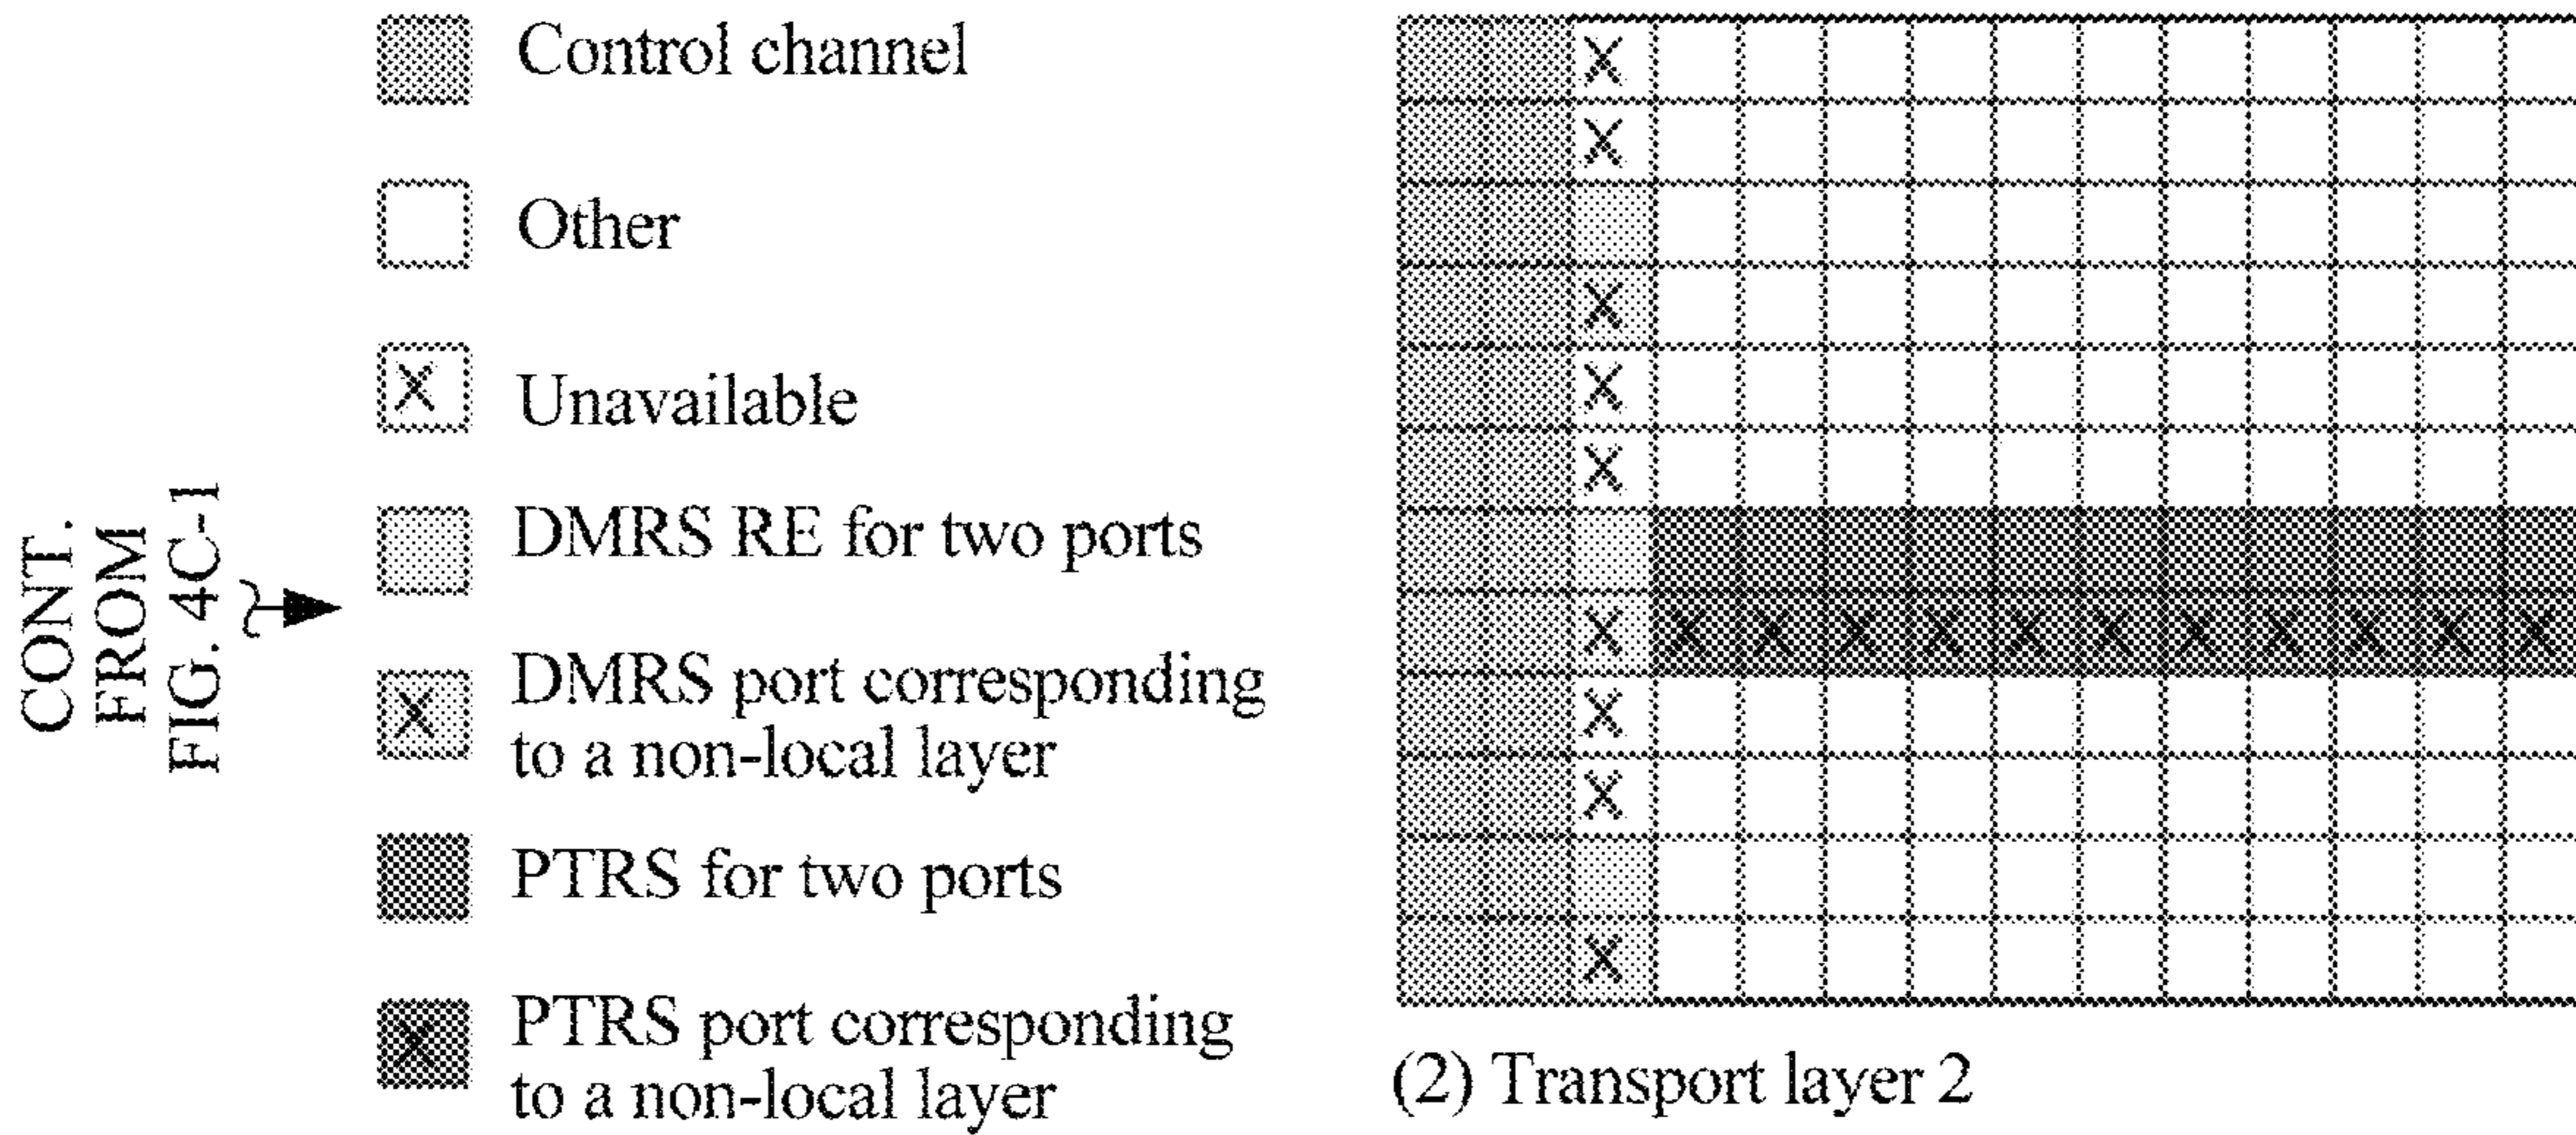 CONT.
FROM
FIG. 4C-1
Control channel
Other
X Unavailable
DMRS RE for two ports
X DMRS port corresponding
to a non-local layer
PTRS for two ports
X PTRS port corresponding
to a non-local layer
X
X
X
X
X
X X X X X X X X X X X X
X
X
X
(2) Transport layer 2